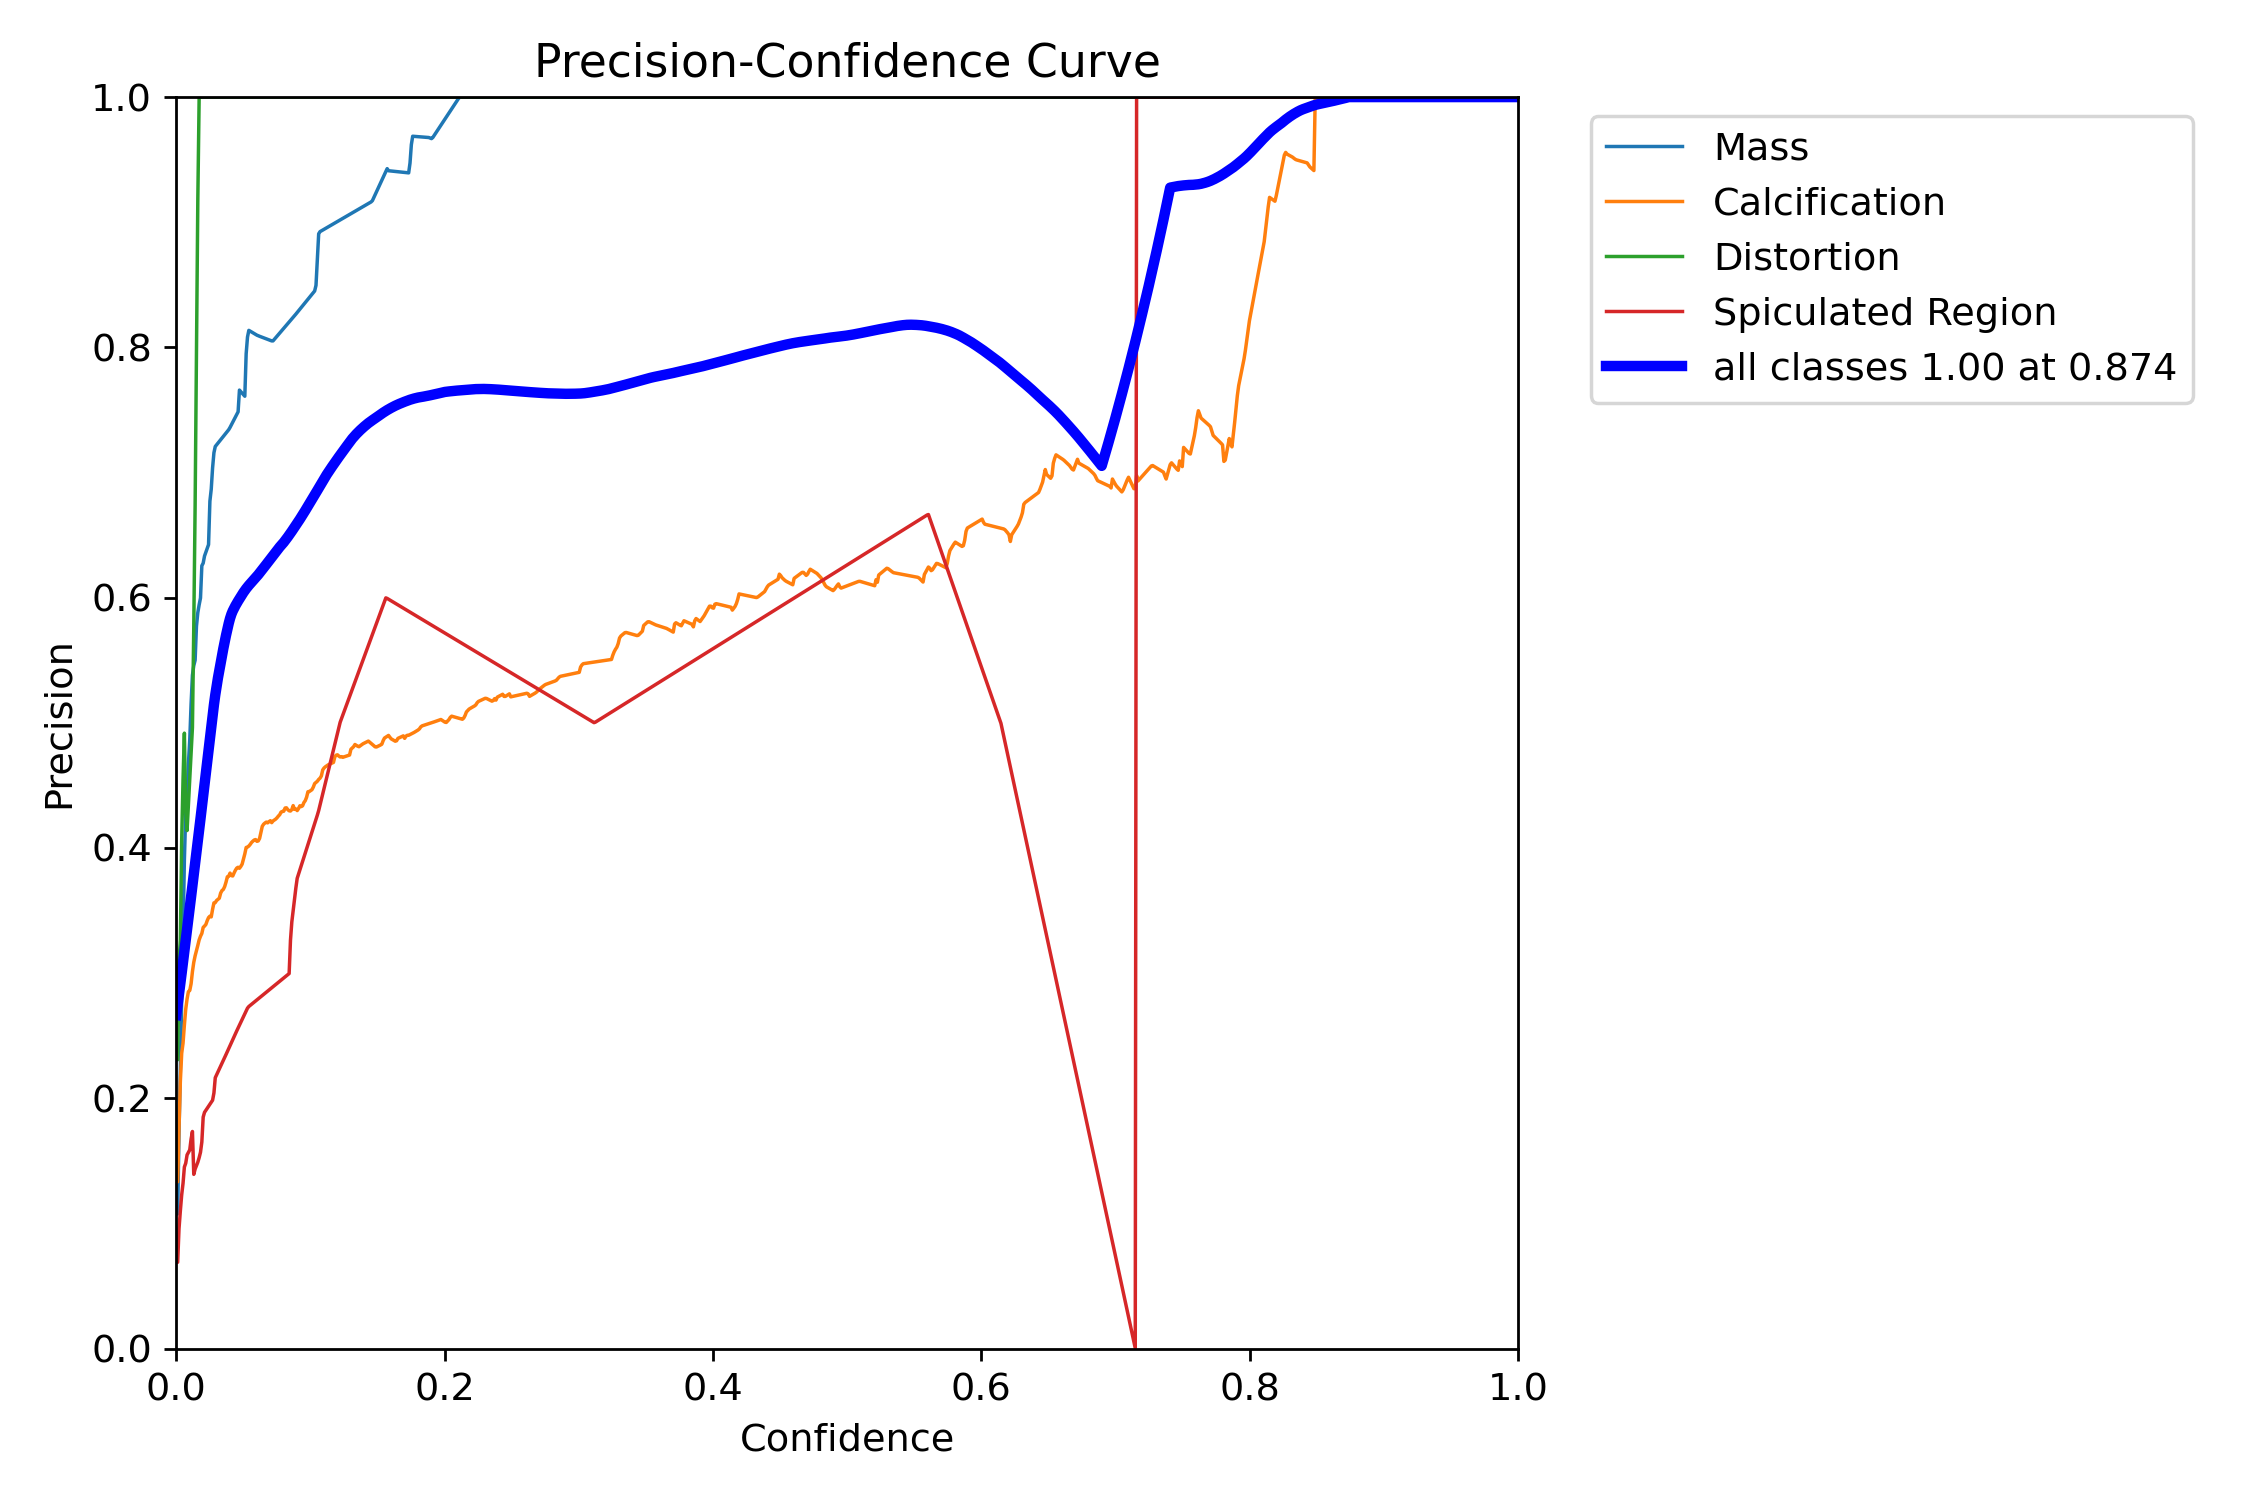 Precision-Confidence Curve
1.0
0.8
0.6
0.4
0.2
0.0
Precision
0.0 0.2 0.4 0.6 0.8 1.0
Confidence
Mass
Calcification
Distortion
Spiculated Region
all classes 1.00 at 0.874